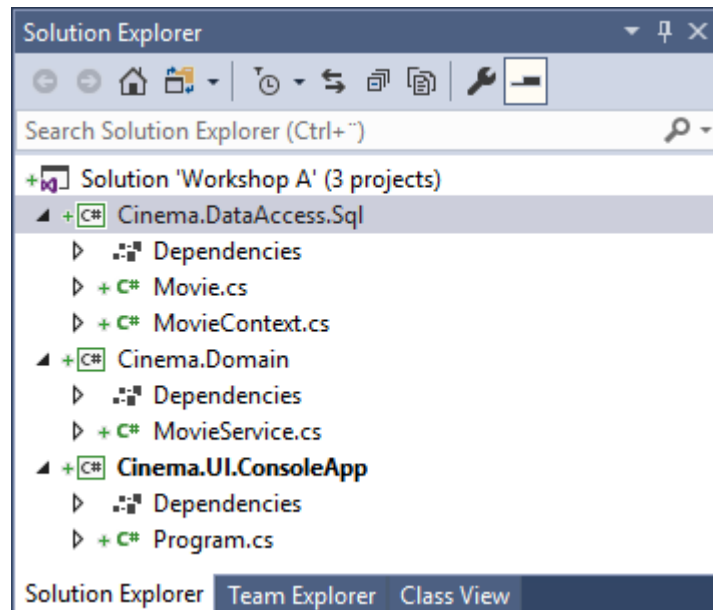 Solution Explorer
Search Solution Explorer (Ctrl+¨)
Solution 'Workshop A' (3 projects)
C# Cinema.DataAccess.Sql
Dependencies
C# Movie.cs
C# MovieContext.cs
C# Cinema.Domain
Dependencies
C# MovieService.cs
C# Cinema.UI.ConsoleApp
Dependencies
C# Program.cs
Solution Explorer Team Explorer Class View